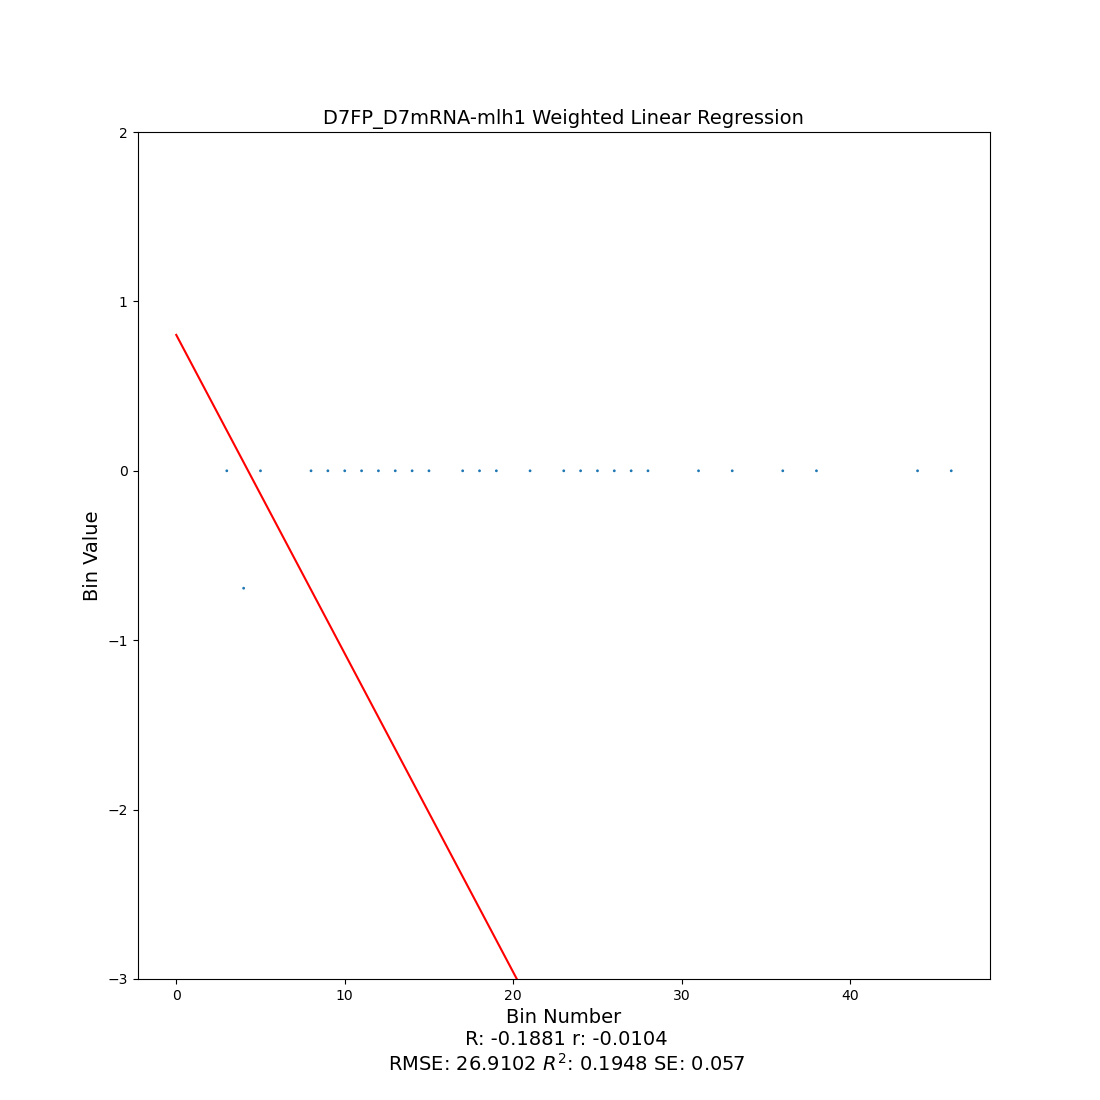 D7FP_D7mRNA-mlh1 Weighted Linear Regression
2
1
0
−1
−2
−3
Bin Value
0 10 20 30 40
Bin Number
R: -0.1881 r: -0.0104
RMSE: 26.9102 R²: 0.1948 SE: 0.057